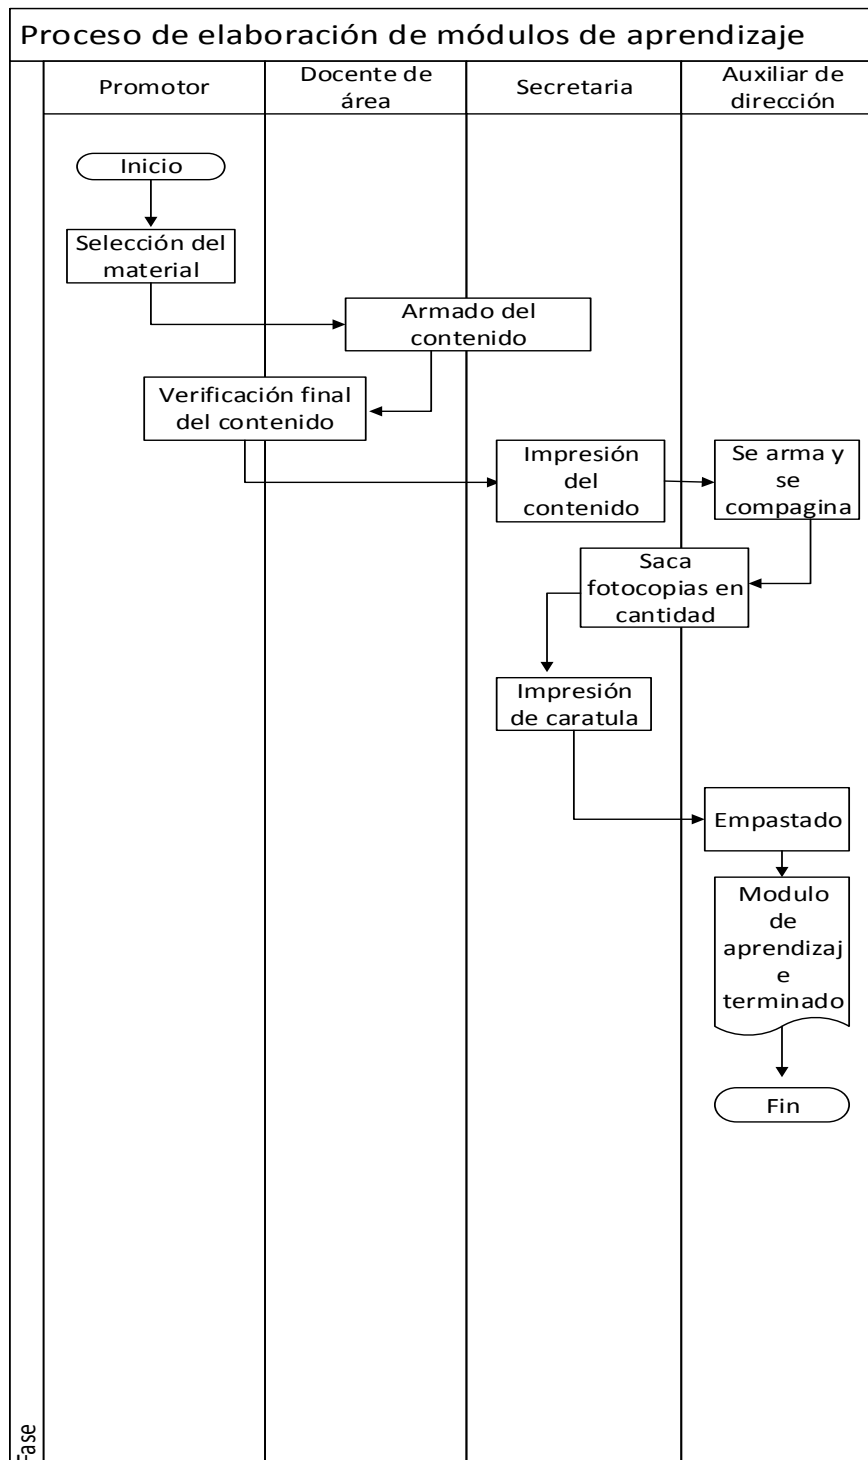 Proceso de elaboración de módulos de aprendizaje
Promotor
Docente de
área
Secretaria
Auxiliar de
dirección
Inicio
Selección del
material
Armado del
contenido
Verificación final
del contenido
Impresión
del
contenido
Se arma y
se
compagina
Saca
fotocopias en
cantidad
Impresión
de caratula
Empastado
Modulo
de
aprendizaj
e
terminado
Fin
Fase